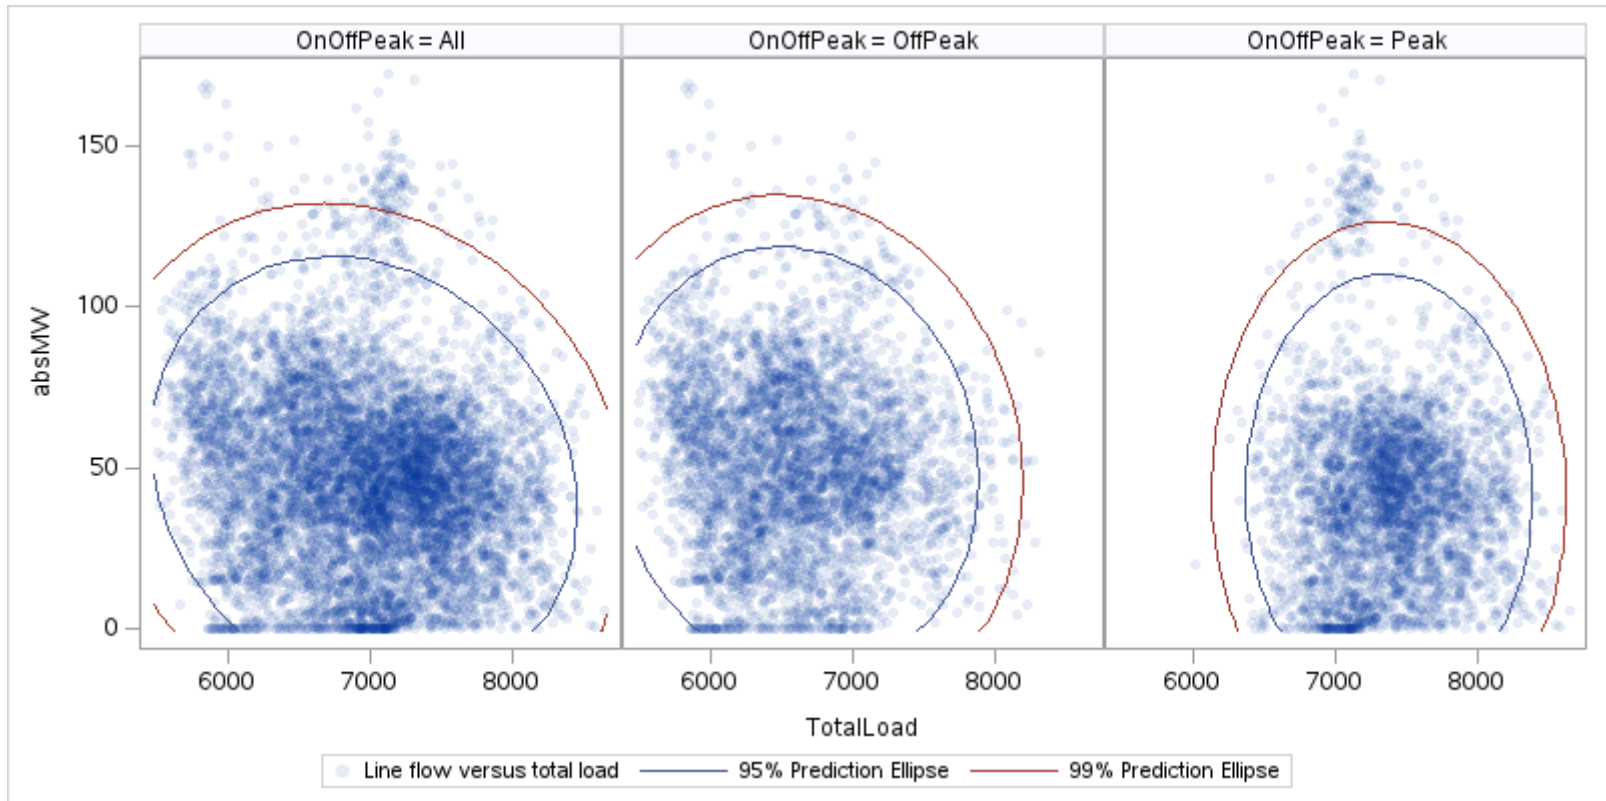 OnOffPeak = All
OnOffPeak = OffPeak
OnOffPeak = Peak
absMW
150
100
50
0
6000 7000 8000
6000 7000 8000
6000 7000 8000
TotalLoad
Line flow versus total load
95% Prediction Ellipse
99% Prediction Ellipse